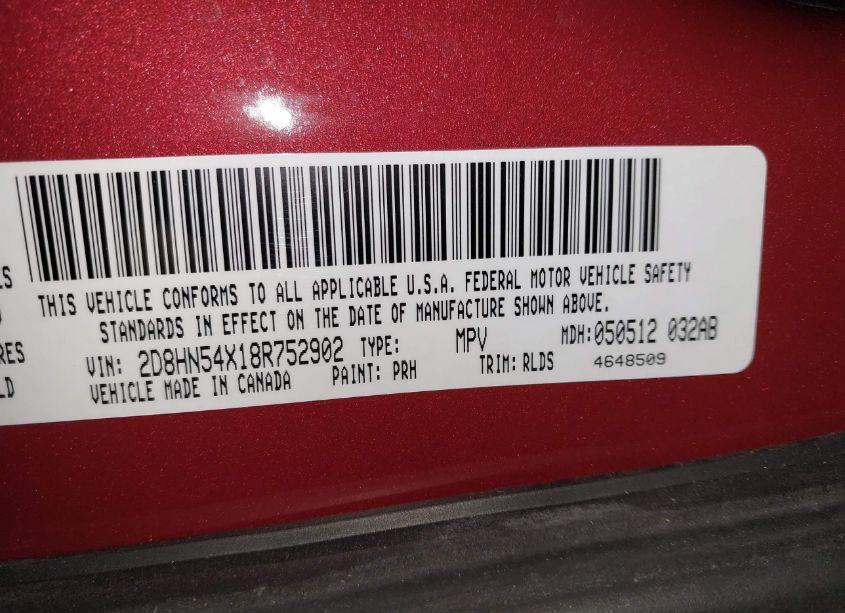 THIS VEHICLE CONFORMS TO ALL APPLICABLE U.S.A. FEDERAL MOTOR VEHICLE SAFETY
STANDARDS IN EFFECT ON THE DATE OF MANUFACTURE SHOWN ABOVE.
VIN: 2D8HN54X18R752902 TYPE: MPV MDH:050512 032AB
VEHICLE MADE IN CANADA PAINT: PRH TRIM: RLDS 4648509